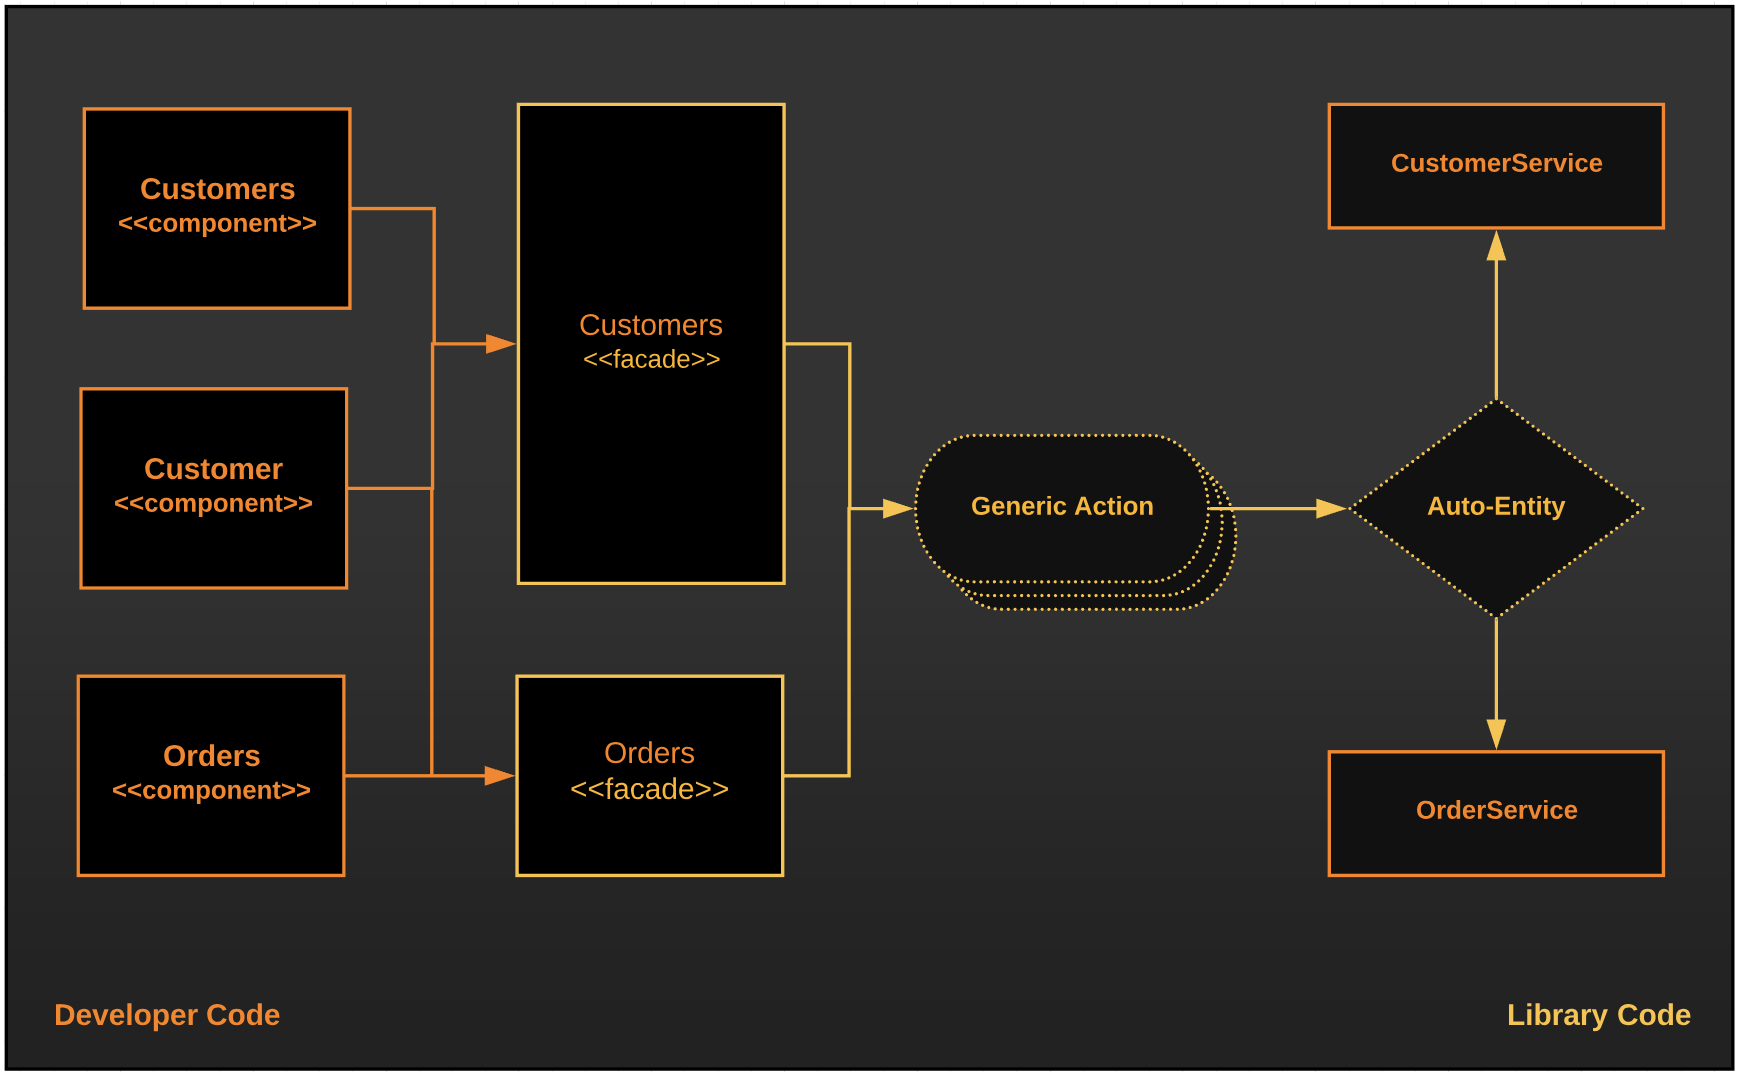 Customers
<<component>>
Customer
<<component>>
Orders
<<component>>
Customers
<<facade>>
Orders
<<facade>>
Generic Action
Auto-Entity
CustomerService
OrderService
Developer Code
Library Code